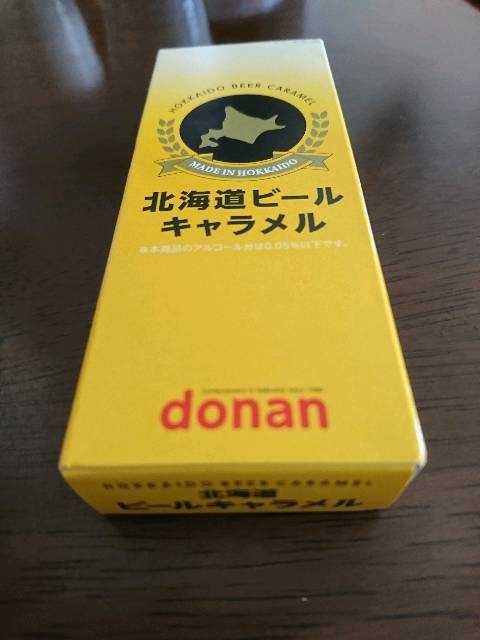 HOKKAIDO BEER CARAMEL
MADE IN HOKKAIDO
北海道ビール
キャラメル
※本商品のアルコール分は0.05%以下です。
donan
HOKKAIDO BEER CARAMEL
北海道
ビールキャラメル